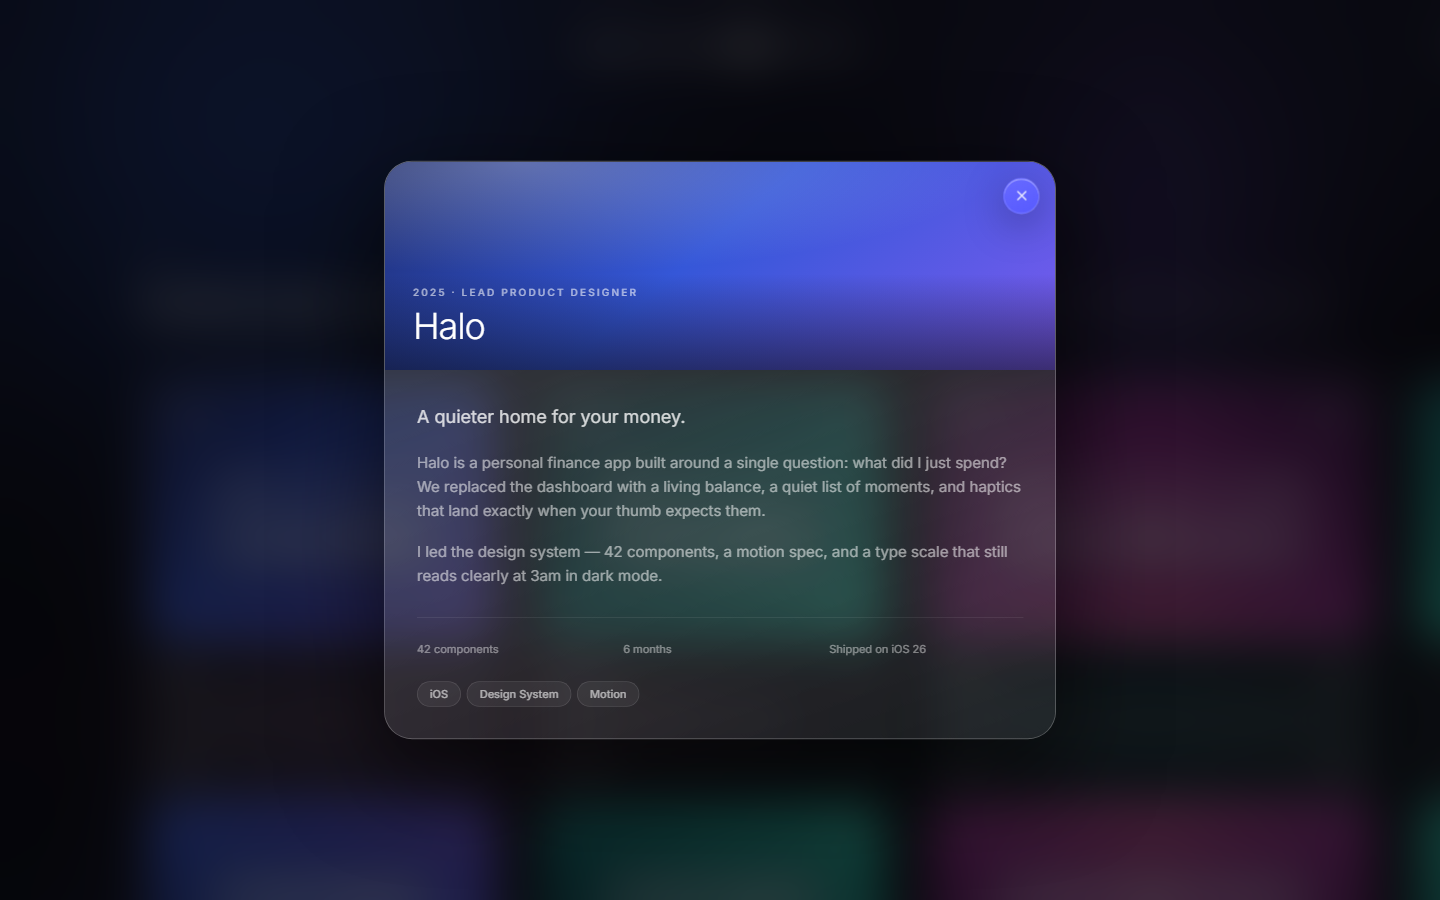 2025 · LEAD PRODUCT DESIGNER
Halo
A quieter home for your money.
Halo is a personal finance app built around a single question: what did I just spend?
We replaced the dashboard with a living balance, a quiet list of moments, and haptics
that land exactly when your thumb expects them.
I led the design system — 42 components, a motion spec, and a type scale that still
reads clearly at 3am in dark mode.
42 components
6 months
Shipped on iOS 26
iOS
Design System
Motion